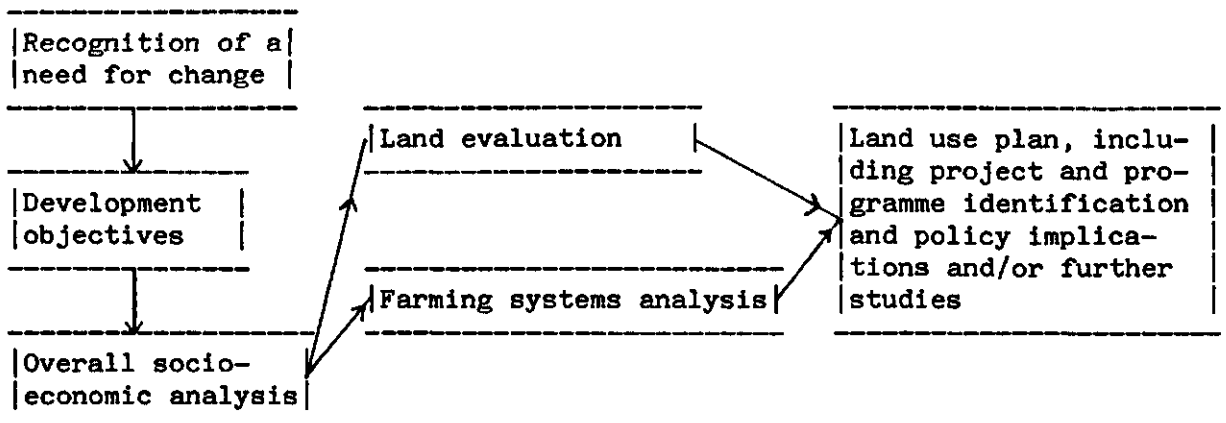 Recognition of a
need for change
Development
objectives
Overall socio-
economic analysis
Land evaluation
Farming systems analysis
Land use plan, inclu-
ding project and pro-
gramme identification
and policy implica-
tions and/or further
studies